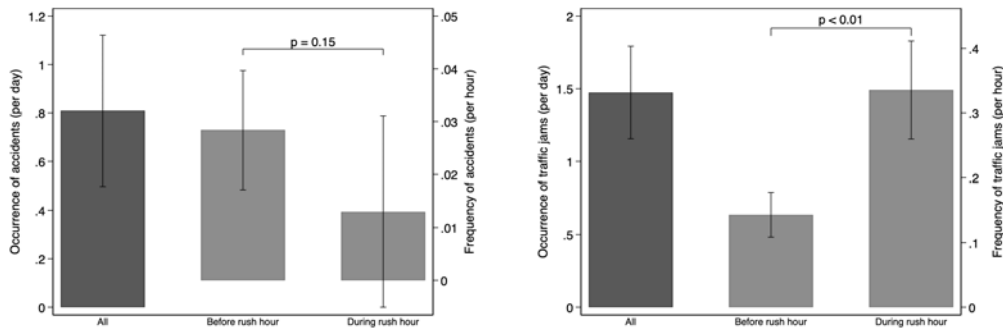 Occurrence of accidents (per day)
1.2
1
.8
.6
.4
.2
0
p = 0.15
.05
.04
.03
.02
.01
0
Frequency of accidents (per hour)
All
Before rush hour
During rush hour
Occurrence of traffic jams (per day)
2
1.5
1
.5
0
p < 0.01
.4
.3
.2
.1
0
Frequency of traffic jams (per hour)
All
Before rush hour
During rush hour